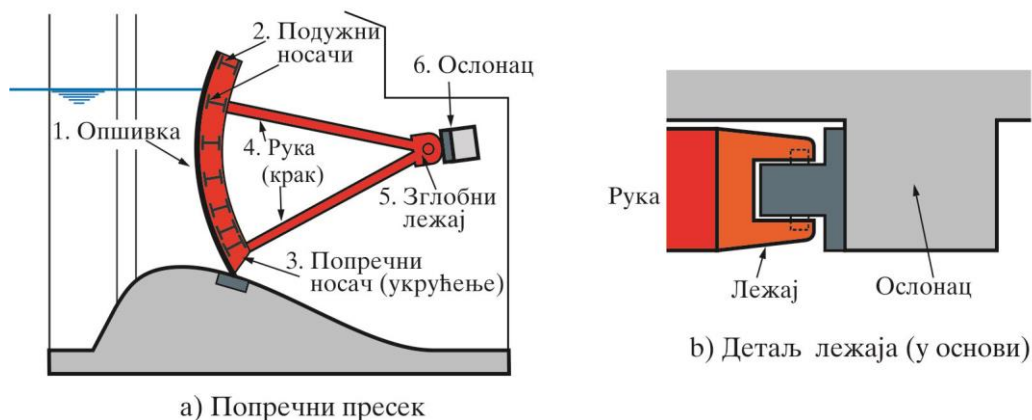 2. Подужни
носачи
6. Ослонац
1. Опшивка
4. Рука
(крак)
5. Зглобни
лежај
3. Попречни
носач (укрућење)
а) Попречни пресек
Рука
Лежај
Ослонац
b) Детаљ лежаја (у основи)